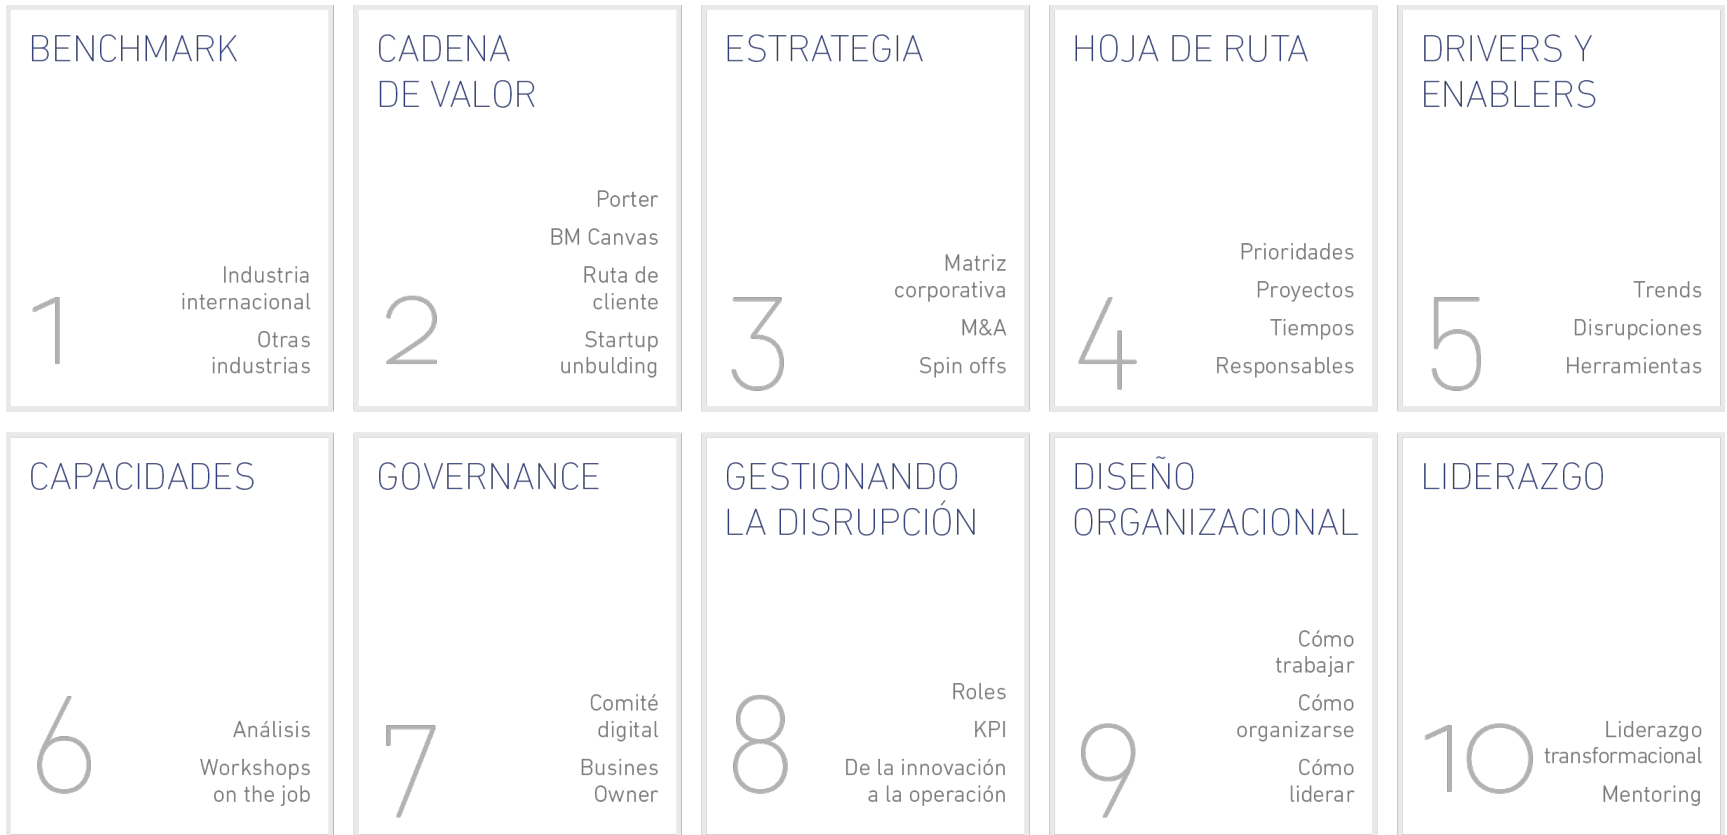 BENCHMARK
1
Industria
internacional
Otras
industrias
CADENA
DE VALOR
2
Porter
BM Canvas
Ruta de
cliente
Startup
unbulding
ESTRATEGIA
3
Matriz
corporativa
M&A
Spin offs
HOJA DE RUTA
4
Prioridades
Proyectos
Tiempos
Responsables
DRIVERS Y
ENABLERS
5
Trends
Disrupciones
Herramientas
CAPACIDADES
6
Análisis
Workshops
on the job
GOVERNANCE
7
Comité
digital
Busines
Owner
GESTIONANDO
LA DISRUPCIÓN
8
Roles
KPI
De la innovación
a la operación
DISEÑO
ORGANIZACIONAL
9
Cómo
trabajar
Cómo
organizarse
Cómo
liderar
LIDERAZGO
10
Liderazgo
transformacional
Mentoring